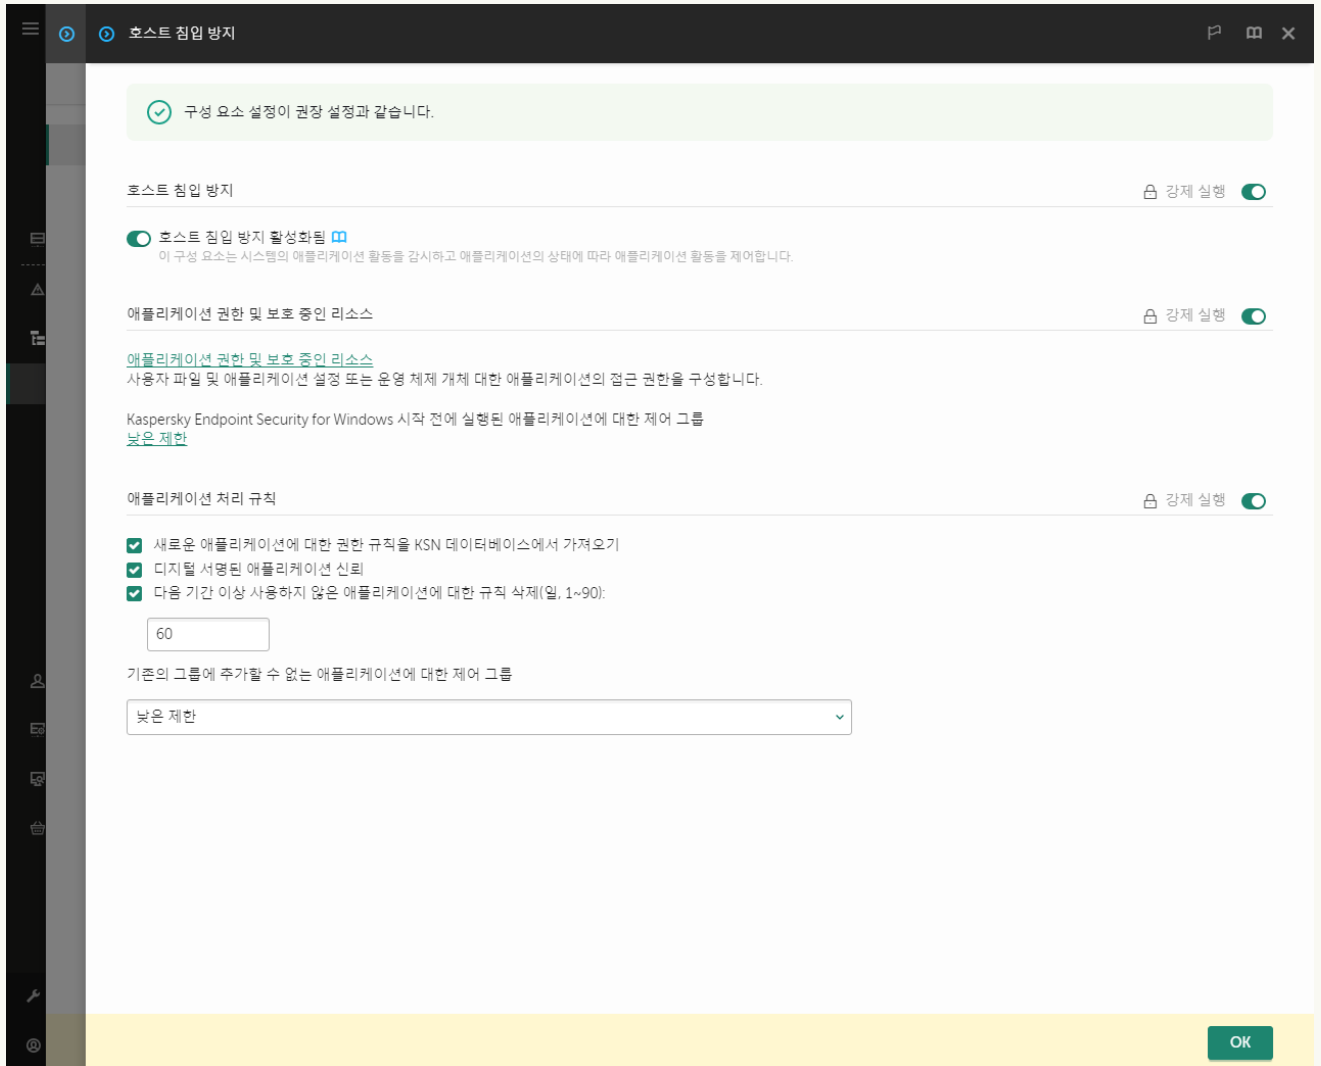 호스트 침입 방지
구성 요소 설정이 권장 설정과 같습니다.
호스트 침입 방지
강제 실행
호스트 침입 방지 활성화됨
이 구성 요소는 시스템의 애플리케이션 활동을 감시하고 애플리케이션의 상태에 따라 애플리케이션 활동을 제어합니다.
애플리케이션 권한 및 보호 중인 리소스
강제 실행
애플리케이션 권한 및 보호 중인 리소스
사용자 파일 및 애플리케이션 설정 또는 운영 체제 개체 대한 애플리케이션의 접근 권한을 구성합니다.
Kaspersky Endpoint Security for Windows 시작 전에 실행된 애플리케이션에 대한 제어 그룹
낮은 제한
애플리케이션 처리 규칙
강제 실행
새로운 애플리케이션에 대한 권한 규칙을 KSN 데이터베이스에서 가져오기
디지털 서명된 애플리케이션 신뢰
다음 기간 이상 사용하지 않은 애플리케이션에 대한 규칙 삭제(일, 1~90):
60
기존의 그룹에 추가할 수 없는 애플리케이션에 대한 제어 그룹
낮은 제한
OK